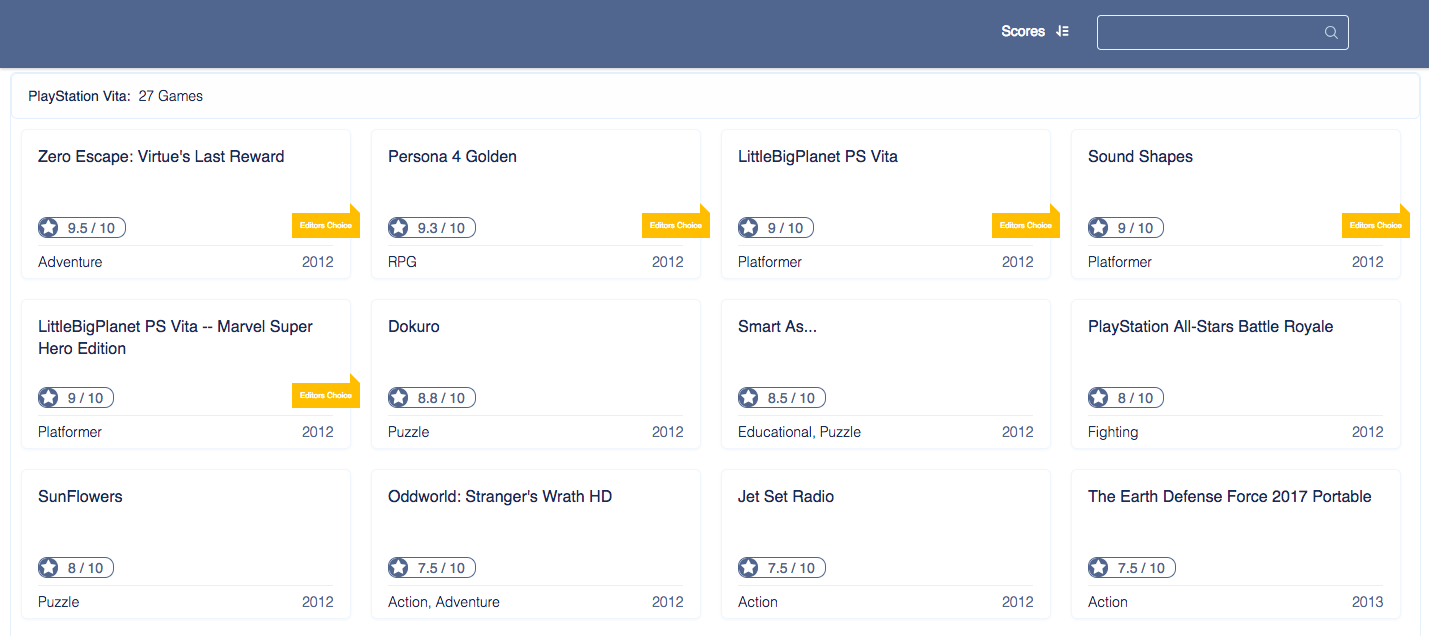 Scores
PlayStation Vita: 27 Games
Zero Escape: Virtue's Last Reward
9.5 / 10
Editors Choice
Adventure 2012
Persona 4 Golden
9.3 / 10
Editors Choice
RPG 2012
LittleBigPlanet PS Vita
9 / 10
Editors Choice
Platformer 2012
Sound Shapes
9 / 10
Editors Choice
Platformer 2012
LittleBigPlanet PS Vita -- Marvel Super
Hero Edition
9 / 10
Editors Choice
Platformer 2012
Dokuro
8.8 / 10
Puzzle 2012
Smart As...
8.5 / 10
Educational, Puzzle 2012
PlayStation All-Stars Battle Royale
8 / 10
Fighting 2012
SunFlowers
8 / 10
Puzzle 2012
Oddworld: Stranger's Wrath HD
7.5 / 10
Action, Adventure 2012
Jet Set Radio
7.5 / 10
Action 2012
The Earth Defense Force 2017 Portable
7.5 / 10
Action 2013